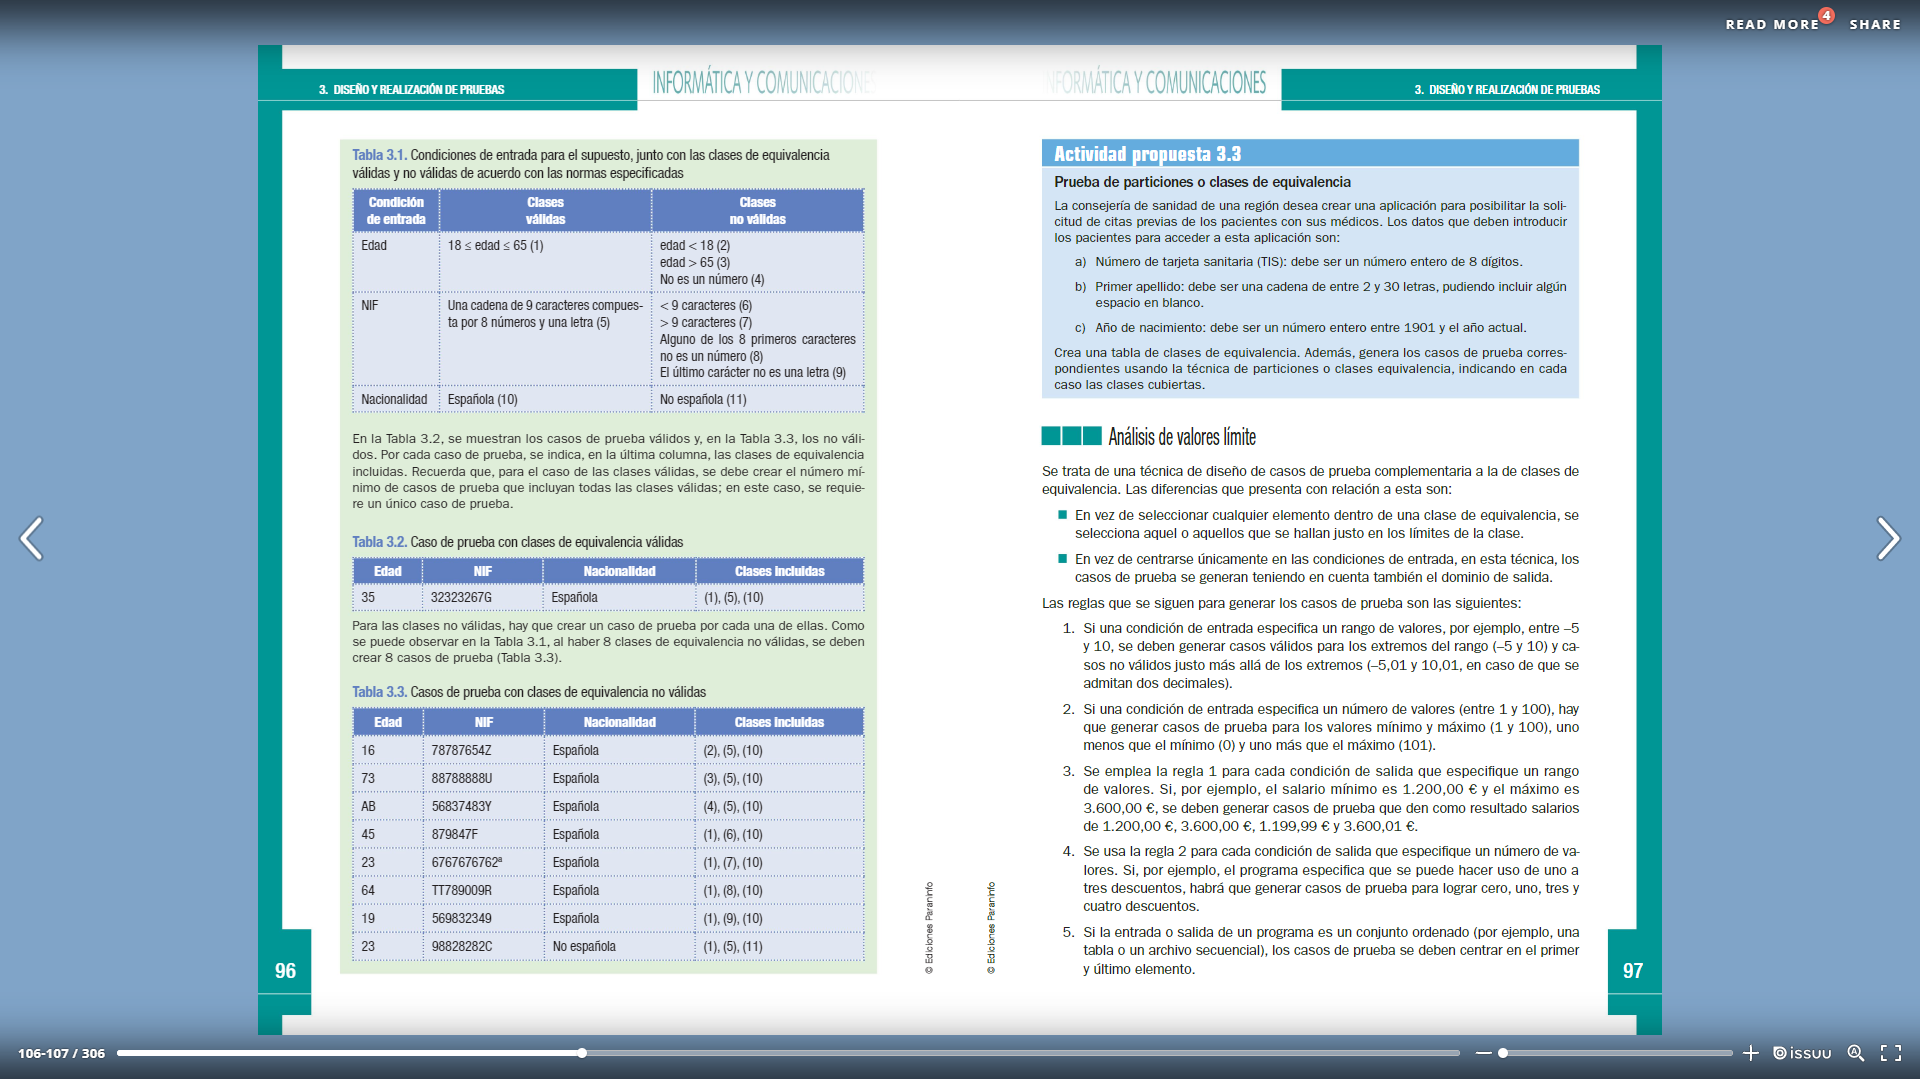 READ MORE 4 SHARE
3. DISEÑO Y REALIZACIÓN DE PRUEBAS
INFORMÁTICA Y COMUNICACIONES
Tabla 3.1. Condiciones de entrada para el supuesto, junto con las clases de equivalencia
válidas y no válidas de acuerdo con las normas especificadas
Condición de entrada | Clases válidas | Clases no válidas
Edad | 18 ≤ edad ≤ 65 (1) | edad < 18 (2)
edad > 65 (3)
No es un número (4)
NIF | Una cadena de 9 caracteres compues-
ta por 8 números y una letra (5) | < 9 caracteres (6)
> 9 caracteres (7)
Alguno de los 8 primeros caracteres
no es un número (8)
El último carácter no es una letra (9)
Nacionalidad | Española (10) | No española (11)
En la Tabla 3.2, se muestran los casos de prueba válidos y, en la Tabla 3.3, los no váli-
dos. Por cada caso de prueba, se indica, en la última columna, las clases de equivalencia
incluidas. Recuerda que, para el caso de las clases válidas, se debe crear el número mí-
nimo de casos de prueba que incluyan todas las clases válidas; en este caso, se requie-
re un único caso de prueba.
Tabla 3.2. Caso de prueba con clases de equivalencia válidas
Edad | NIF | Nacionalidad | Clases incluidas
35 | 32323267G | Española | (1), (5), (10)
Para las clases no válidas, hay que crear un caso de prueba por cada una de ellas. Como
se puede observar en la Tabla 3.1, al haber 8 clases de equivalencia no válidas, se deben
crear 8 casos de prueba (Tabla 3.3).
Tabla 3.3. Casos de prueba con clases de equivalencia no válidas
Edad | NIF | Nacionalidad | Clases incluidas
16 | 78787654Z | Española | (2), (5), (10)
73 | 88788888U | Española | (3), (5), (10)
AB | 56837483Y | Española | (4), (5), (10)
45 | 879847F | Española | (1), (6), (10)
23 | 6767676762ª | Española | (1), (7), (10)
64 | TT789009R | Española | (1), (8), (10)
19 | 569832349 | Española | (1), (9), (10)
23 | 98828282C | No española | (1), (5), (11)
© Ediciones Paraninfo
96
INFORMÁTICA Y COMUNICACIONES
3. DISEÑO Y REALIZACIÓN DE PRUEBAS
Actividad propuesta 3.3
Prueba de particiones o clases de equivalencia
La consejería de sanidad de una región desea crear una aplicación para posibilitar la soli-
citud de citas previas de los pacientes con sus médicos. Los datos que deben introducir
los pacientes para acceder a esta aplicación son:
a) Número de tarjeta sanitaria (TIS): debe ser un número entero de 8 dígitos.
b) Primer apellido: debe ser una cadena de entre 2 y 30 letras, pudiendo incluir algún
espacio en blanco.
c) Año de nacimiento: debe ser un número entero entre 1901 y el año actual.
Crea una tabla de clases de equivalencia. Además, genera los casos de prueba corres-
pondientes usando la técnica de particiones o clases equivalencia, indicando en cada
caso las clases cubiertas.
Análisis de valores límite
Se trata de una técnica de diseño de casos de prueba complementaria a la de clases de
equivalencia. Las diferencias que presenta con relación a esta son:
■ En vez de seleccionar cualquier elemento dentro de una clase de equivalencia, se
selecciona aquel o aquellos que se hallan justo en los límites de la clase.
■ En vez de centrarse únicamente en las condiciones de entrada, en esta técnica, los
casos de prueba se generan teniendo en cuenta también el dominio de salida.
Las reglas que se siguen para generar los casos de prueba son las siguientes:
1. Si una condición de entrada especifica un rango de valores, por ejemplo, entre –5
y 10, se deben generar casos válidos para los extremos del rango (–5 y 10) y ca-
sos no válidos justo más allá de los extremos (–5,01 y 10,01, en caso de que se
admitan dos decimales).
2. Si una condición de entrada especifica un número de valores (entre 1 y 100), hay
que generar casos de prueba para los valores mínimo y máximo (1 y 100), uno
menos que el mínimo (0) y uno más que el máximo (101).
3. Se emplea la regla 1 para cada condición de salida que especifique un rango
de valores. Si, por ejemplo, el salario mínimo es 1.200,00 € y el máximo es
3.600,00 €, se deben generar casos de prueba que den como resultado salarios
de 1.200,00 €, 3.600,00 €, 1.199,99 € y 3.600,01 €.
4. Se usa la regla 2 para cada condición de salida que especifique un número de va-
lores. Si, por ejemplo, el programa especifica que se puede hacer uso de uno a
tres descuentos, habrá que generar casos de prueba para lograr cero, uno, tres y
cuatro descuentos.
5. Si la entrada o salida de un programa es un conjunto ordenado (por ejemplo, una
tabla o un archivo secuencial), los casos de prueba se deben centrar en el primer
y último elemento.
© Ediciones Paraninfo
97
106-107 / 306
issuu